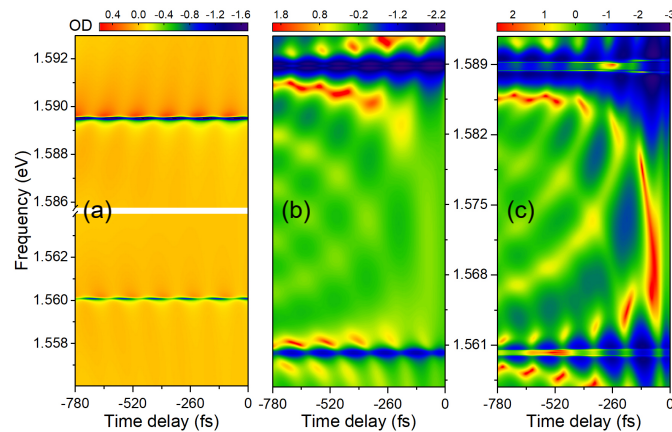 OD 0.4 0.0 -0.4 -0.8 -1.2 -1.6
1.8 0.8 -0.2 -1.2 -2.2
2 1 0 -1 -2 -3
Frequency (eV)
1.592
1.590
1.588
1.586
1.562
1.560
1.558
1.589
1.582
1.575
1.568
1.561
(a)
(b)
(c)
-780 -520 -260 0
-780 -520 -260 0
-780 -520 -260 0
Time delay (fs)
Time delay (fs)
Time delay (fs)